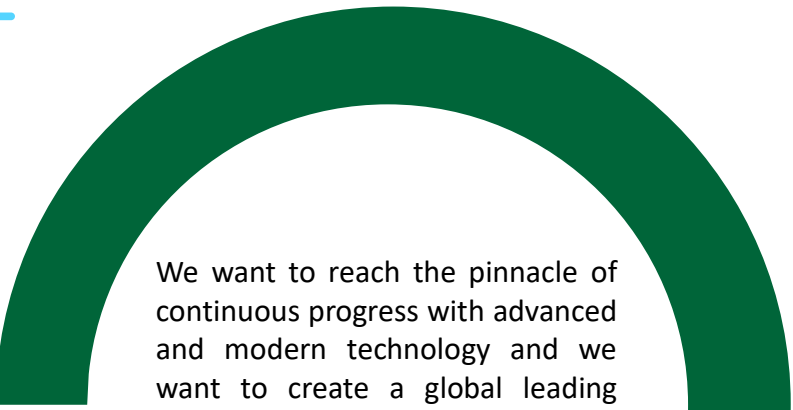 We want to reach the pinnacle of
continuous progress with advanced
and modern technology and we
want to create a global leading